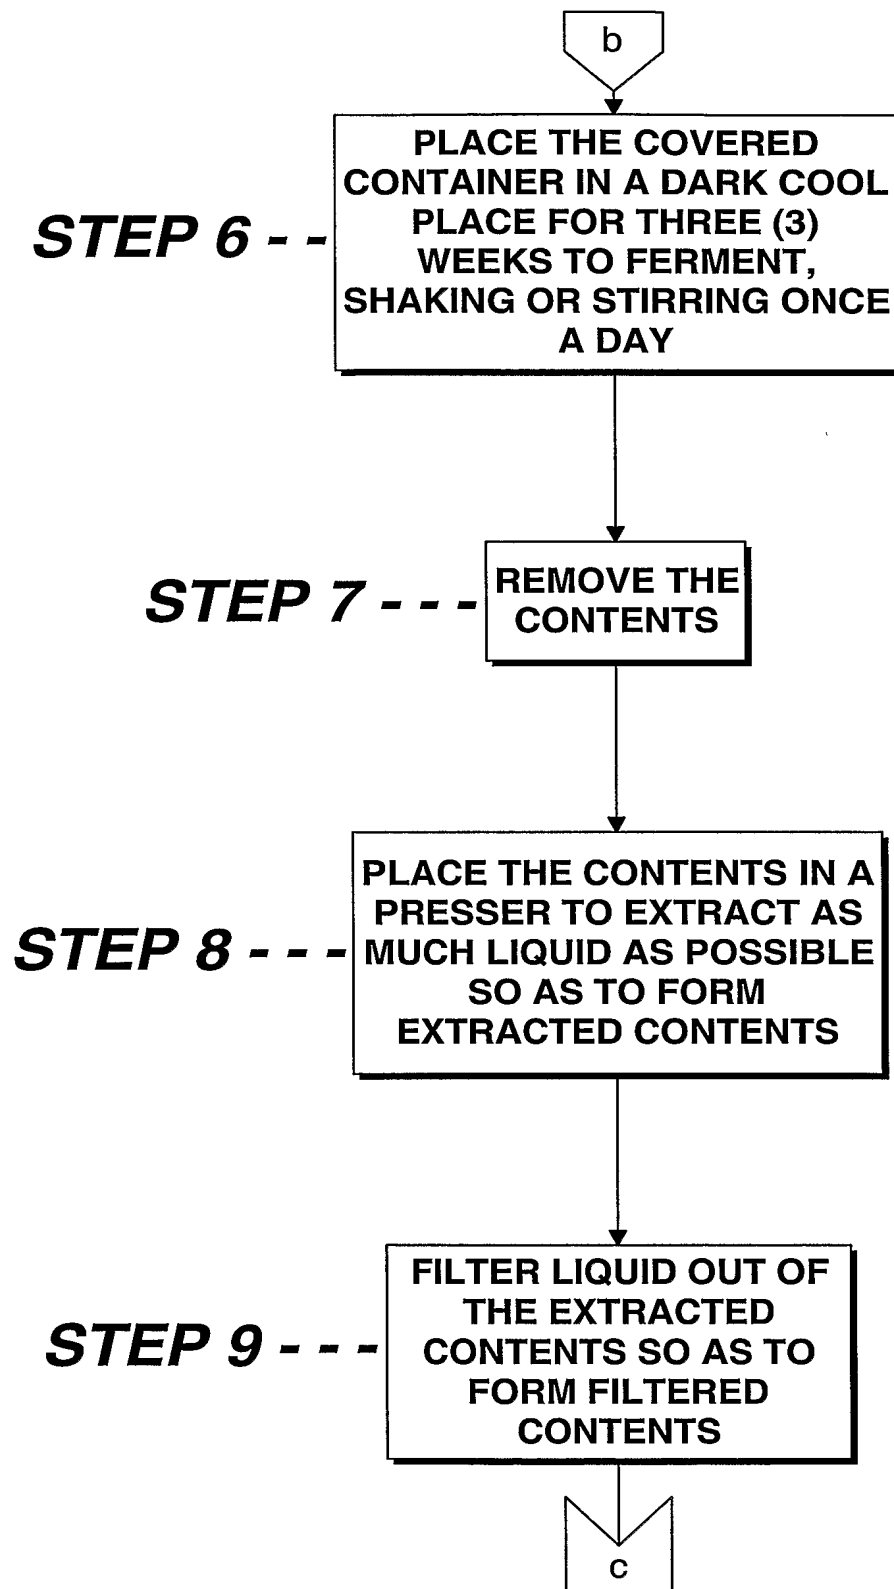 b
PLACE THE COVERED
CONTAINER IN A DARK COOL
STEP 6 - - PLACE FOR THREE (3)
WEEKS TO FERMENT,
SHAKING OR STIRRING ONCE
A DAY
STEP 7 - - - REMOVE THE
CONTENTS
PLACE THE CONTENTS IN A
PRESSER TO EXTRACT AS
STEP 8 - - - MUCH LIQUID AS POSSIBLE
SO AS TO FORM
EXTRACTED CONTENTS
FILTER LIQUID OUT OF
THE EXTRACTED
STEP 9 - - - CONTENTS SO AS TO
FORM FILTERED
CONTENTS
c